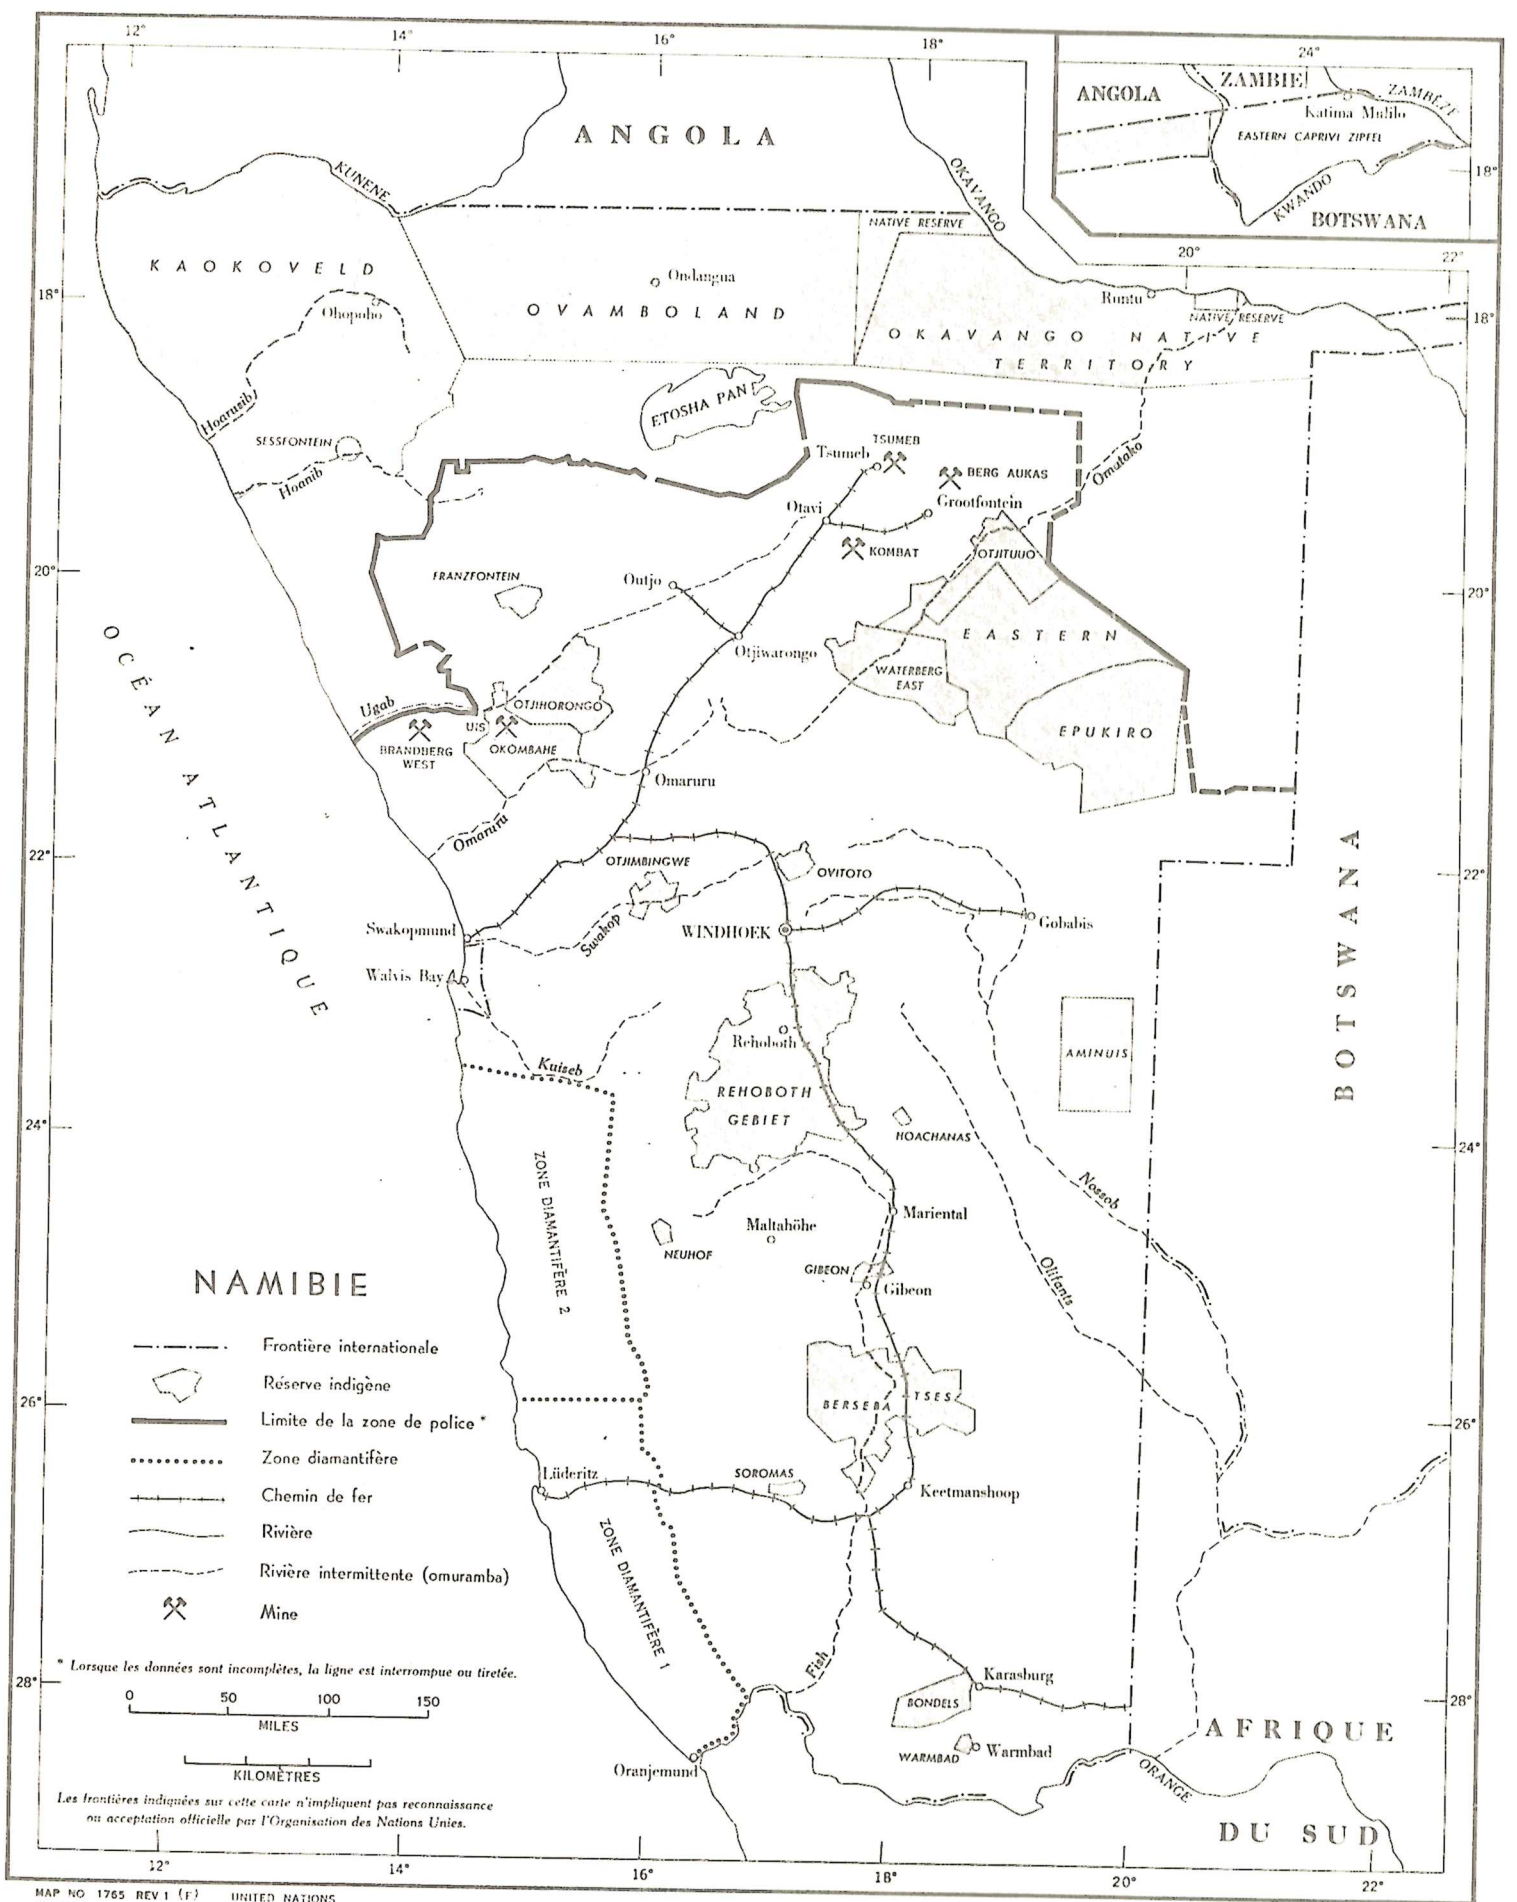 12°
14°
16°
18°
24°
ANGOLA
ZAMBIE
ZAMBÈZE
Katima Mulilo
EASTERN CAPRIVI ZIPFEL
18°
KWANDO
BOTSWANA
20°
22°
ANGOLA
KUNENE
OKAVANGO
NATIVE RESERVE
KAOKOVELD
Ohopoho
Ondangua
OVAMBOLAND
Runtu
NATIVE RESERVE
OKAVANGO NATIVE
TERRITORY
18°
18°
Hoarusib
SESSFONTEIN
Hoanib
ETOSHA PAN
Tsumeb
TSUMEB
BERG AUKAS
Grootfontein
Omatako
Otavi
KOMBAT
OTJITUUO
20°
20°
FRANZFONTEIN
Outjo
Otjiwarongo
EASTERN
WATERBERG
EAST
EPUKIRO
OCÉAN ATLANTIQUE
Ugab
BRANDBERG
WEST
UIS
OTJIHORONGO
OKOMBAHE
Omaruru
Omaruru
22°
22°
OTJIMBINGWE
OVITOTO
Swakopmund
Swakop
WINDHOEK
Gobabis
Walvis Bay
BOTSWANA
Kuiseb
Rehoboth
REHOBOTH
GEBIET
AMINUIS
HOACHANAS
24°
24°
ZONE DIAMANTIFÈRE 2
Nossob
Olifants
Mariental
Maltahöhe
NEUHOF
GIBEON
Gibeon
BERSEBA
TSES
26°
26°
Lüderitz
SOROMAS
Keetmanshoop
ZONE DIAMANTIFÈRE 1
Fish
Karasburg
BONDELS
WARMBAD
Warmbad
28°
28°
Oranjemund
ORANGE
AFRIQUE
DU SUD
NAMIBIE
Frontière internationale
Réserve indigène
Limite de la zone de police *
Zone diamantifère
Chemin de fer
Rivière
Rivière intermittente (omuramba)
Mine
* Lorsque les données sont incomplètes, la ligne est interrompue ou tiretée.
0 50 100 150
MILES
KILOMÈTRES
Les frontières indiquées sur cette carte n'impliquent pas reconnaissance
ou acceptation officielle par l'Organisation des Nations Unies.
12°
14°
16°
18°
20°
22°
MAP NO 1765 REV 1 (F) UNITED NATIONS